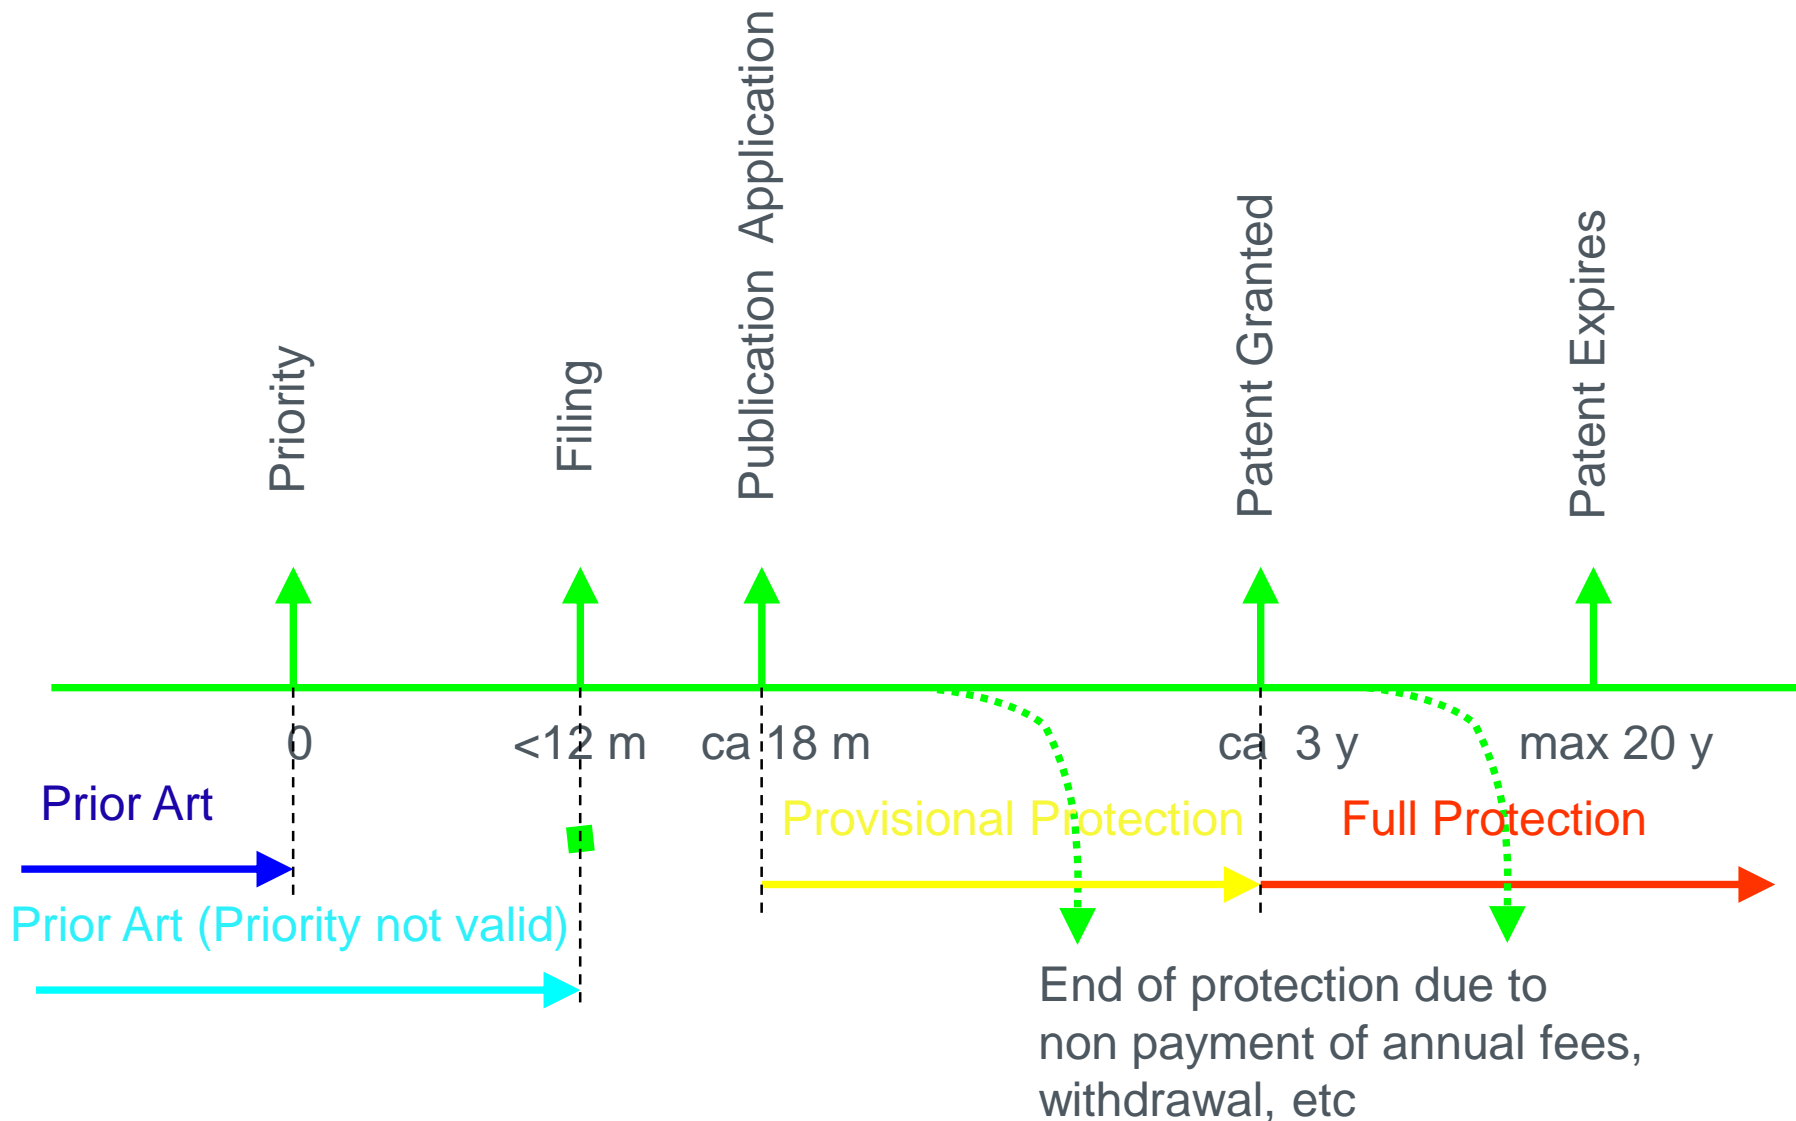 Priority
Filing
Publication Application
Patent Granted
Patent Expires
0
<12 m
ca 18 m
ca 3 y
max 20 y
Prior Art
Provisional Protection
Full Protection
Prior Art (Priority not valid)
End of protection due to
non payment of annual fees,
withdrawal, etc